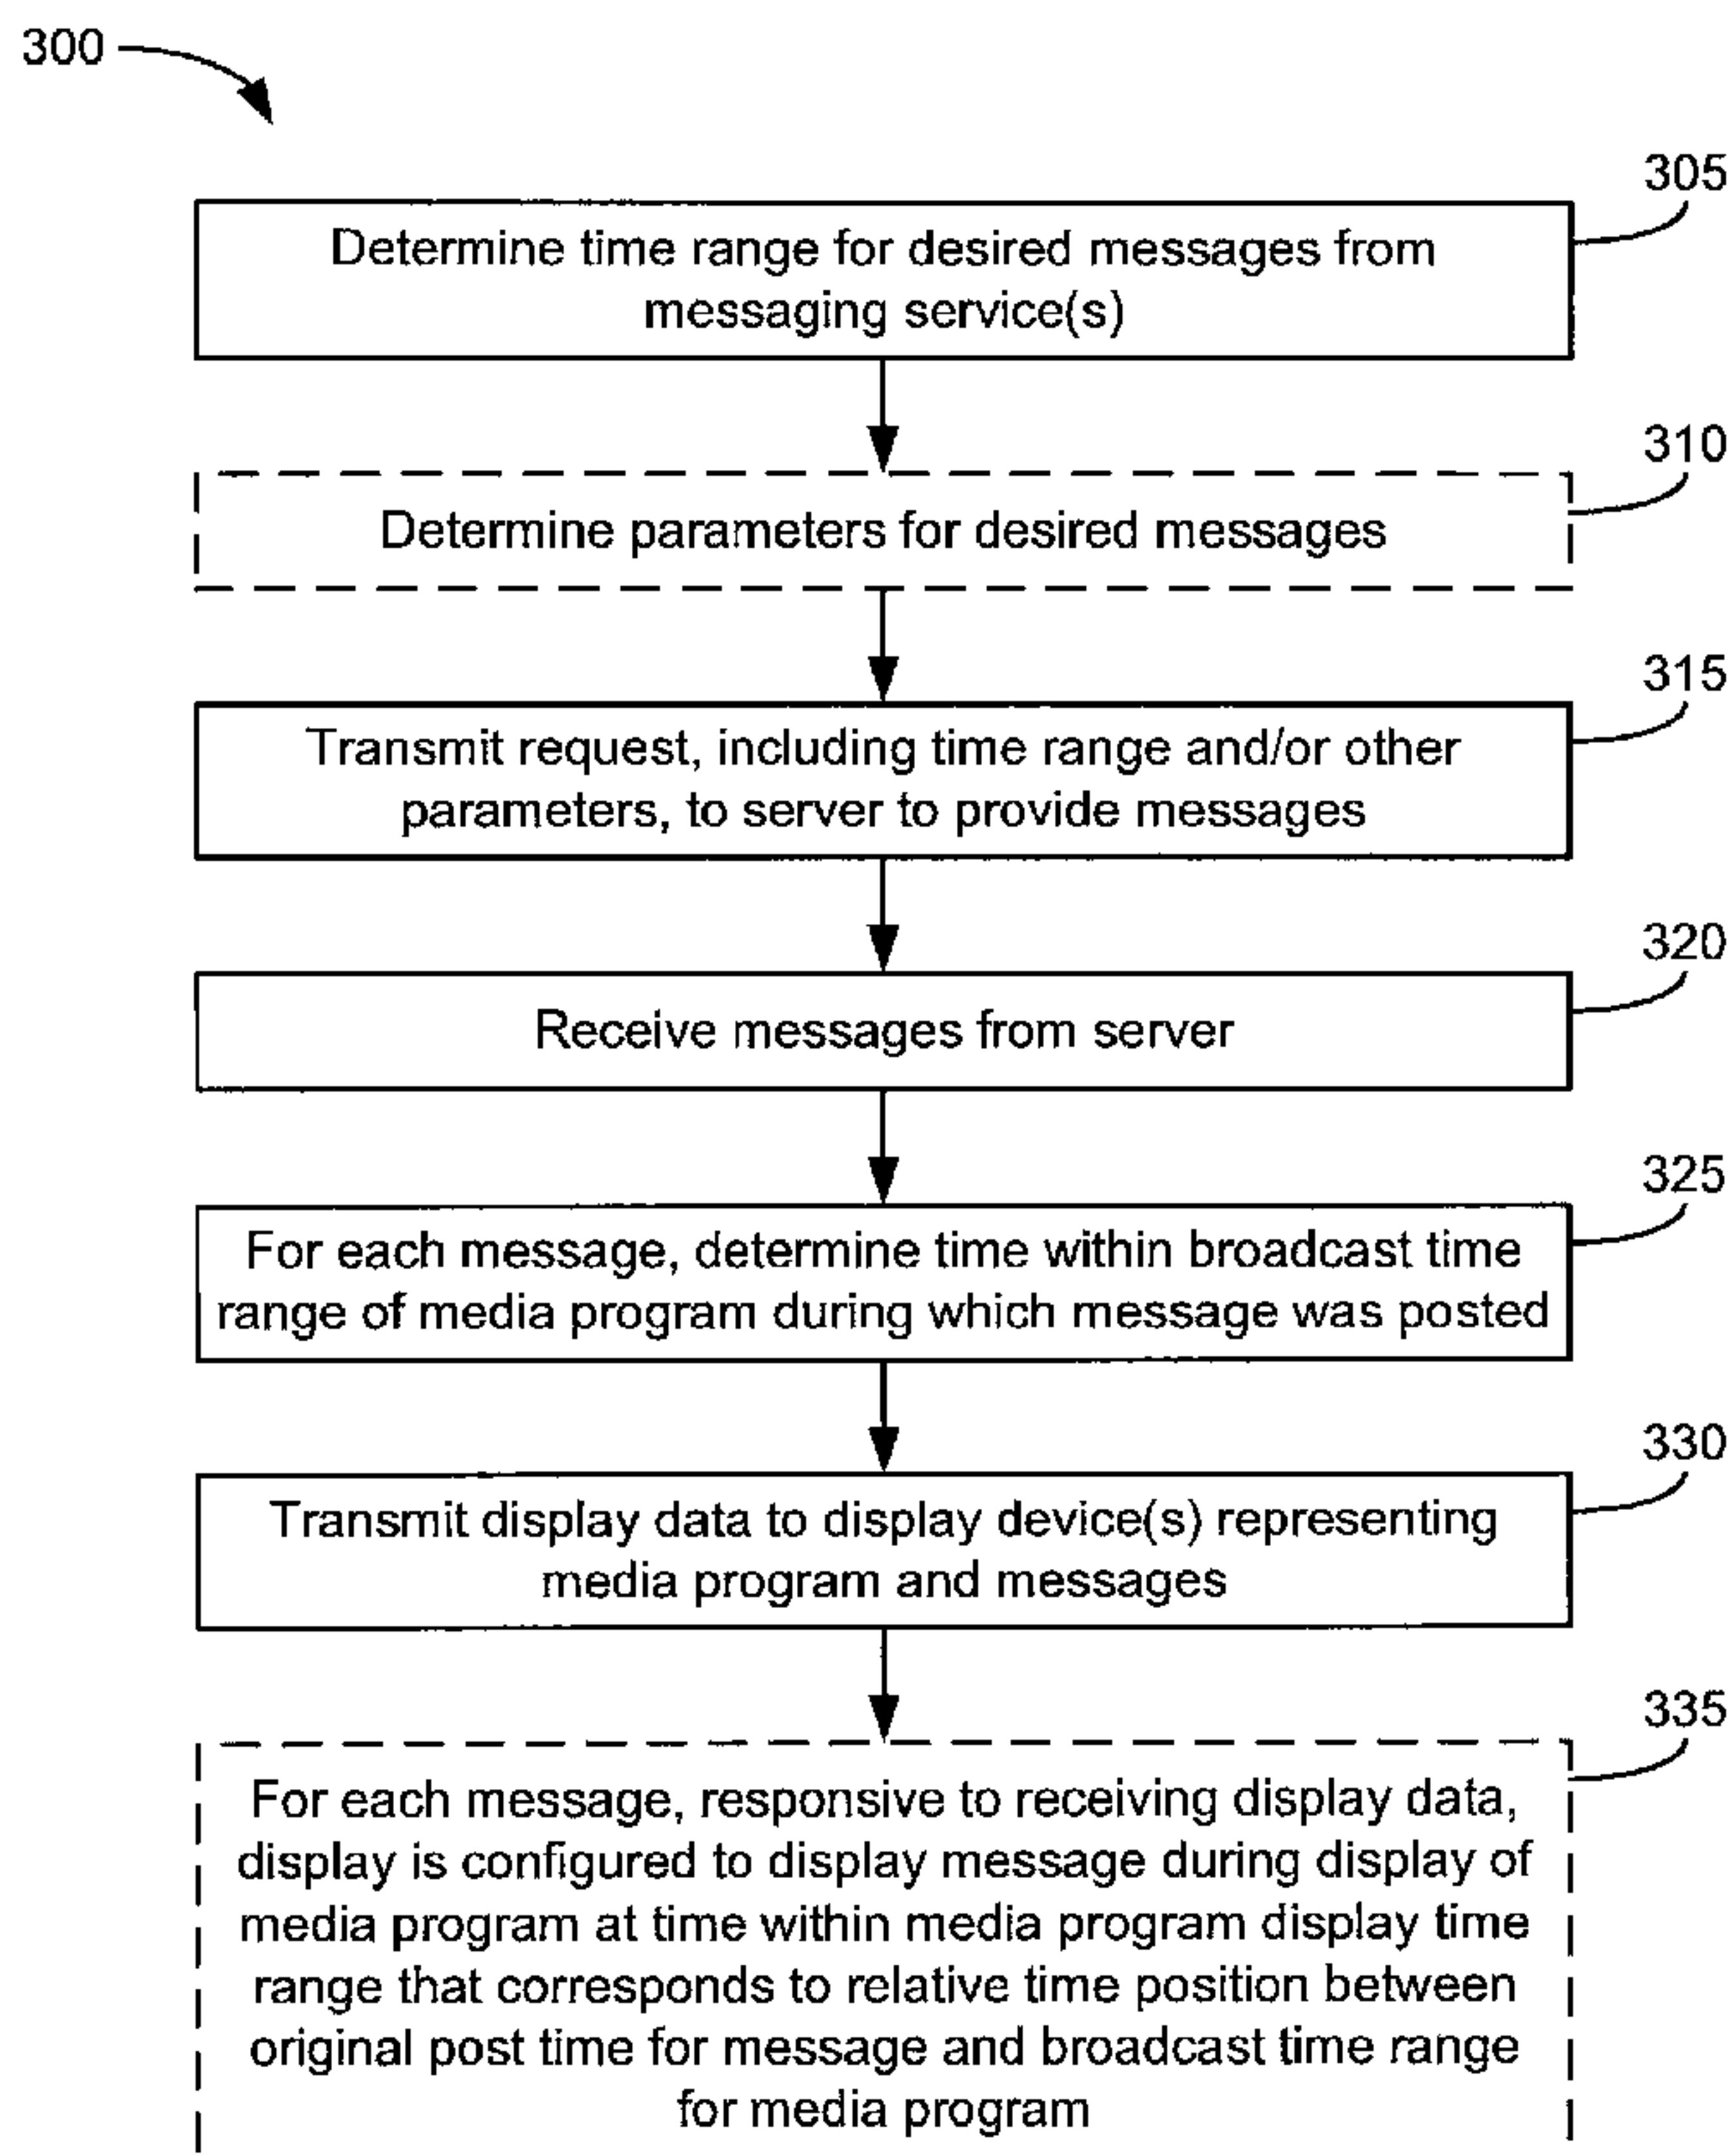 300
305
Determine time range for desired messages from
messaging service(s)
310
Determine parameters for desired messages
315
Transmit request, including time range and/or other
parameters, to server to provide messages
320
Receive messages from server
325
For each message, determine time within broadcast time
range of media program during which message was posted
330
Transmit display data to display device(s) representing
media program and messages
335
For each message, responsive to receiving display data,
display is configured to display message during display of
media program at time within media program display time
range that corresponds to relative time position between
original post time for message and broadcast time range
for media program